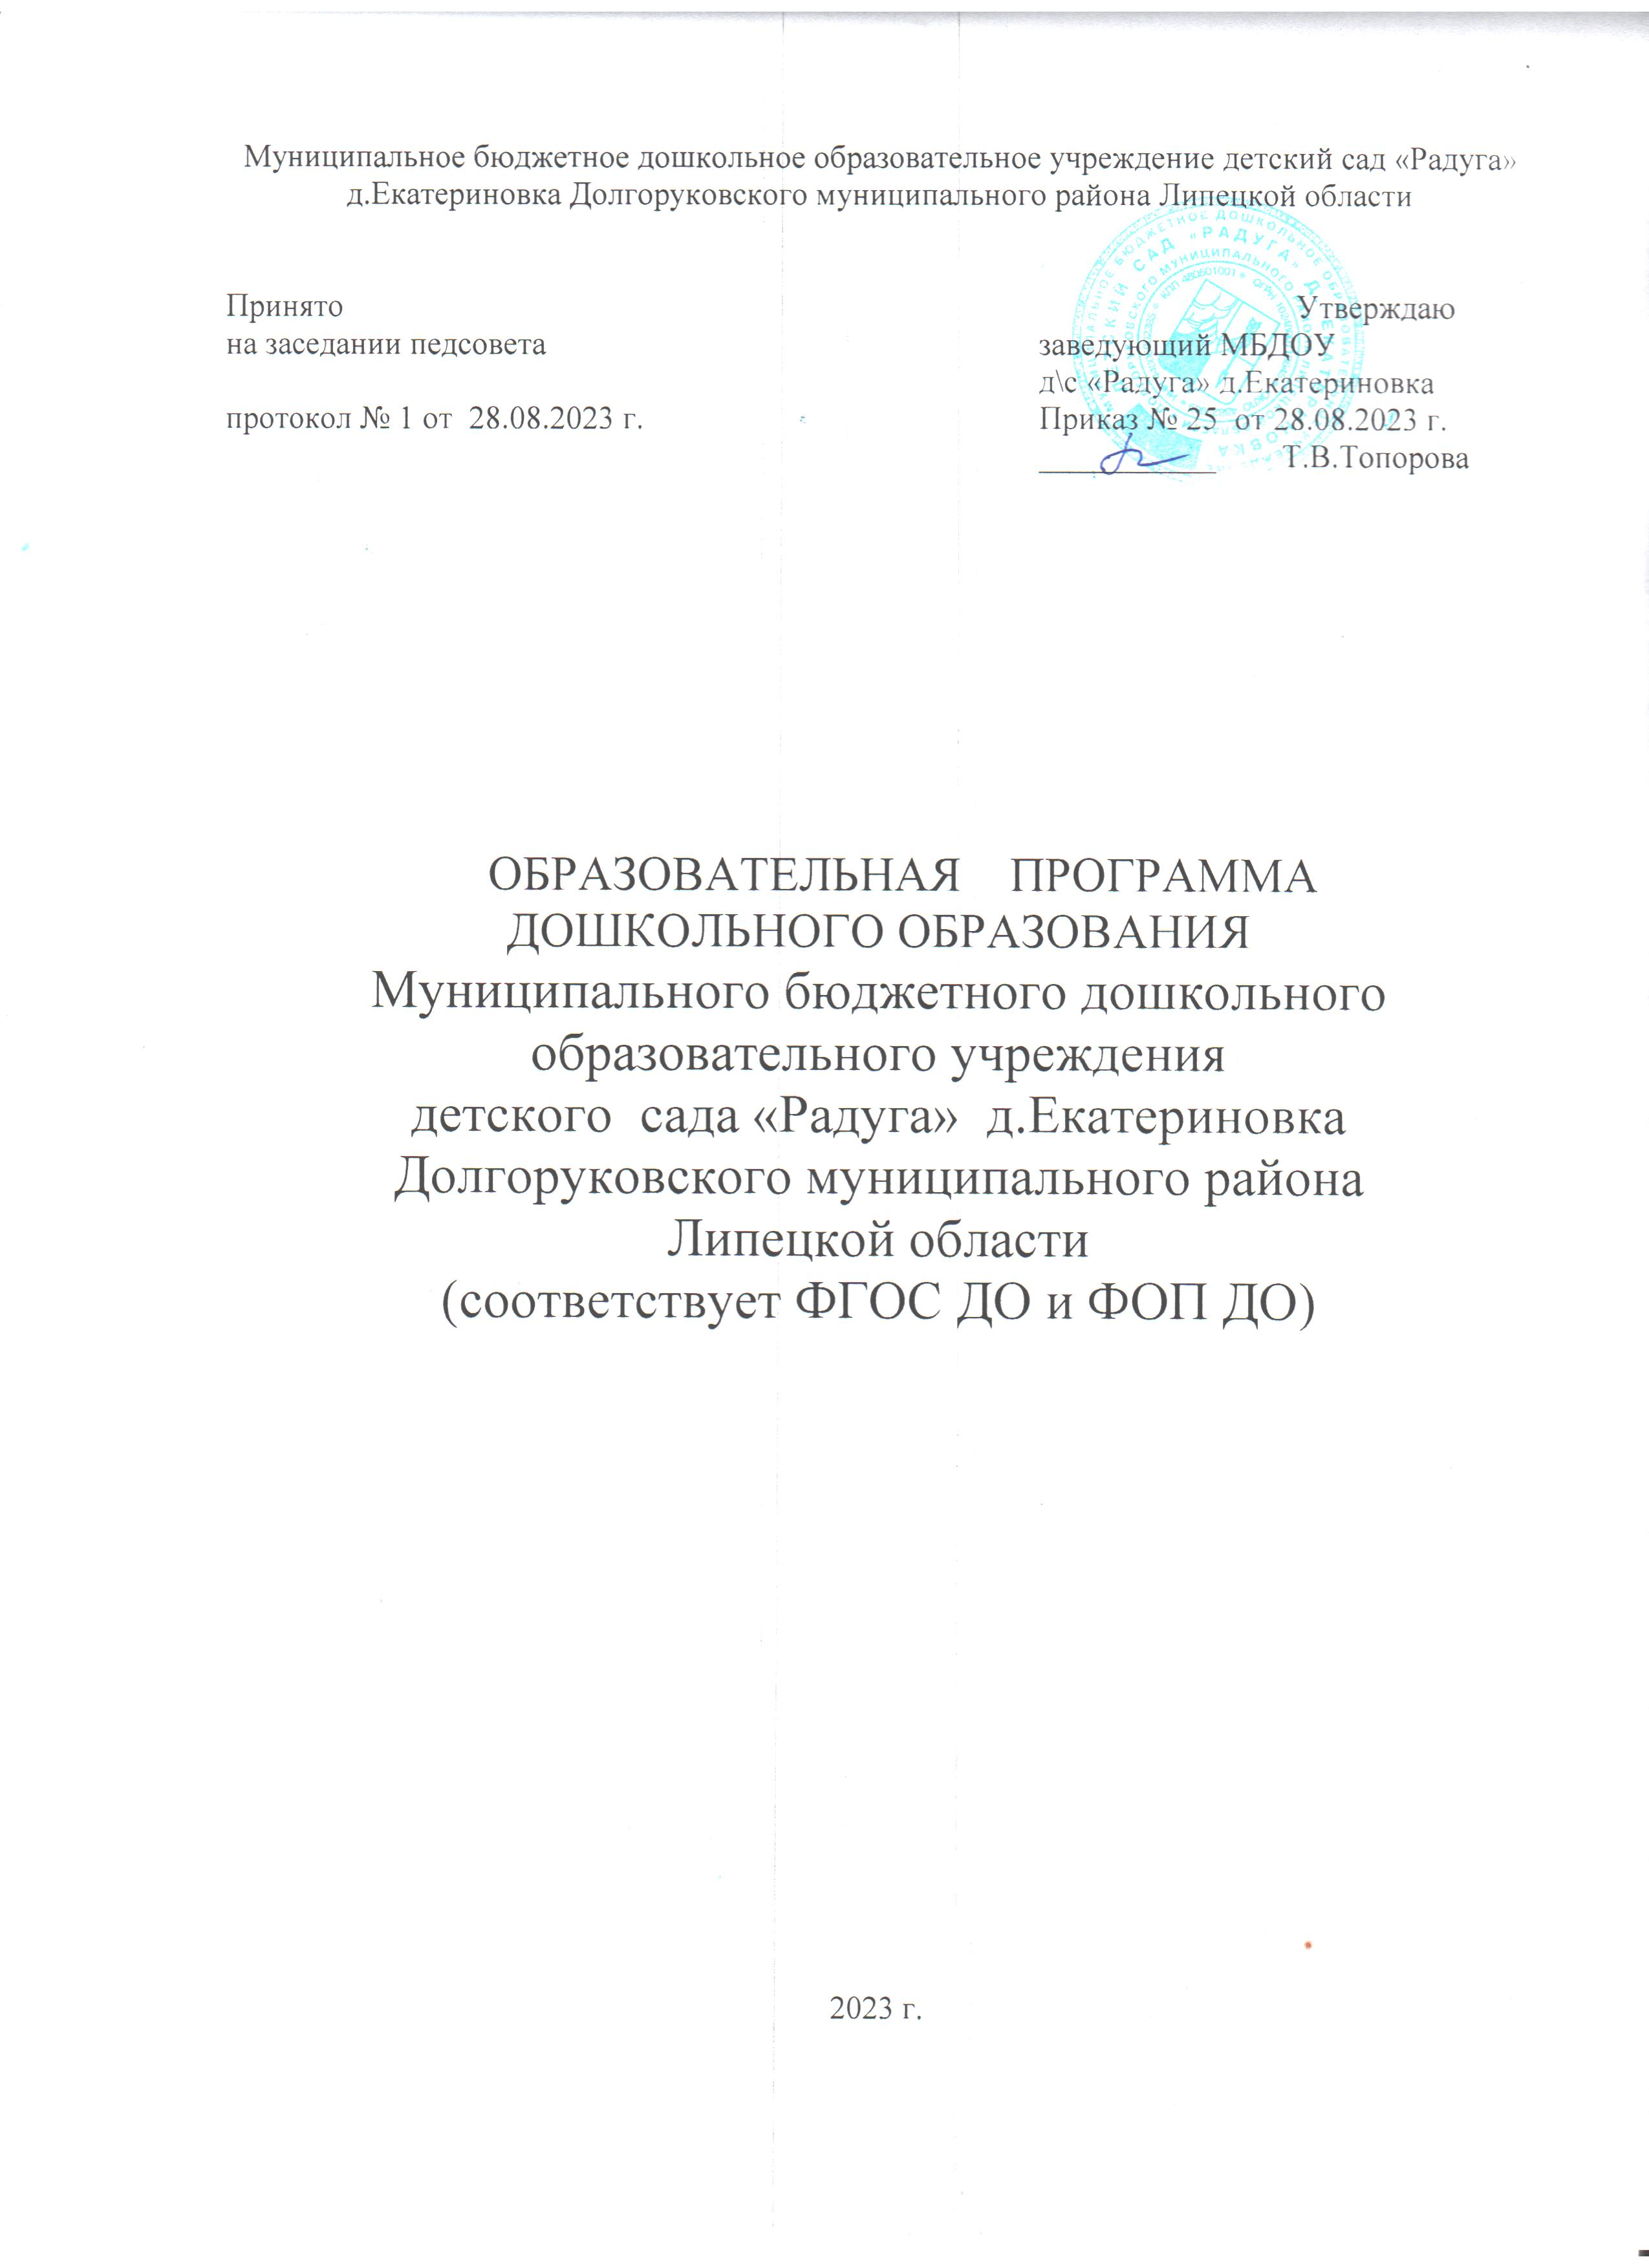 Муниципальное бюджетное дошкольное образовательное учреждение детский сад «Радуга»
д.Екатериновка Долгоруковского муниципального района Липецкой области
Принято
Утверждаю
на заседании педсовета
заведующий МБДОУ
д\с «Радуга» д.Екатериновка
протокол № 1 от 28.08.2023 г.
Приказ № 25 от 28.08.2023 г.
Т.В.Топорова
ОБРАЗОВАТЕЛЬНАЯ ПРОГРАММА
ДОШКОЛЬНОГО ОБРАЗОВАНИЯ
Муниципального бюджетного дошкольного
образовательного учреждения
детского сада «Радуга» д.Екатериновка
Долгоруковского муниципального района
Липецкой области
(соответствует ФГОС ДО и ФОП ДО)
2023 г.